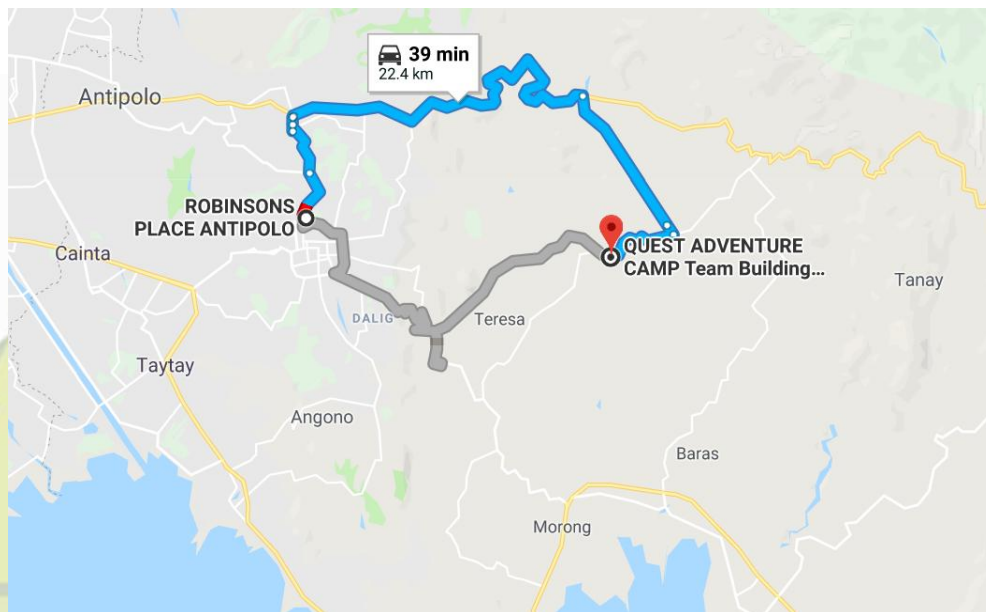 39 min
22.4 km
Antipolo
ROBINSONS
PLACE ANTIPOLO
QUEST ADVENTURE
CAMP Team Building...
Cainta
Tanay
DALIG
Teresa
Taytay
Angono
Baras
Morong